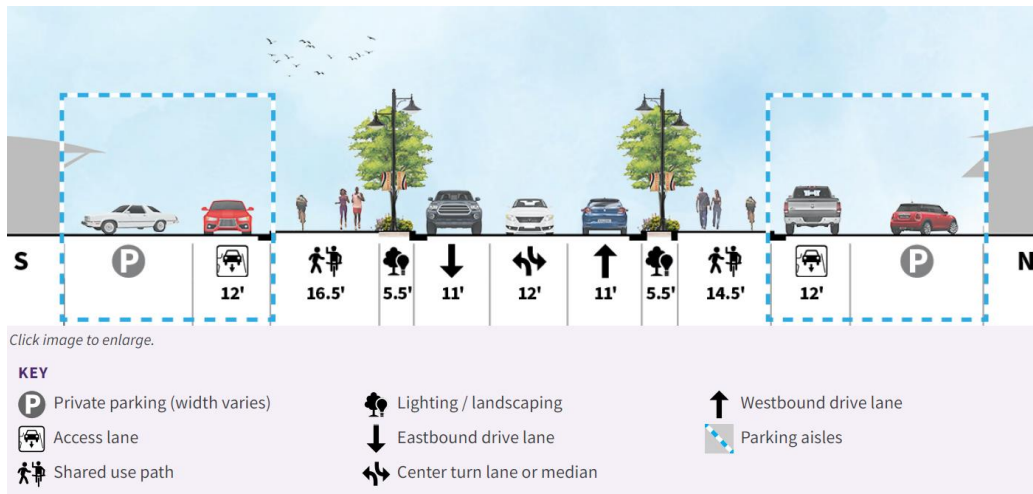 S P P N
12' 16.5' 5.5' 11' 12' 11' 5.5' 14.5' 12'
Click image to enlarge.
KEY
P Private parking (width varies)
Access lane
Shared use path
Lighting / landscaping
Eastbound drive lane
Center turn lane or median
Westbound drive lane
Parking aisles